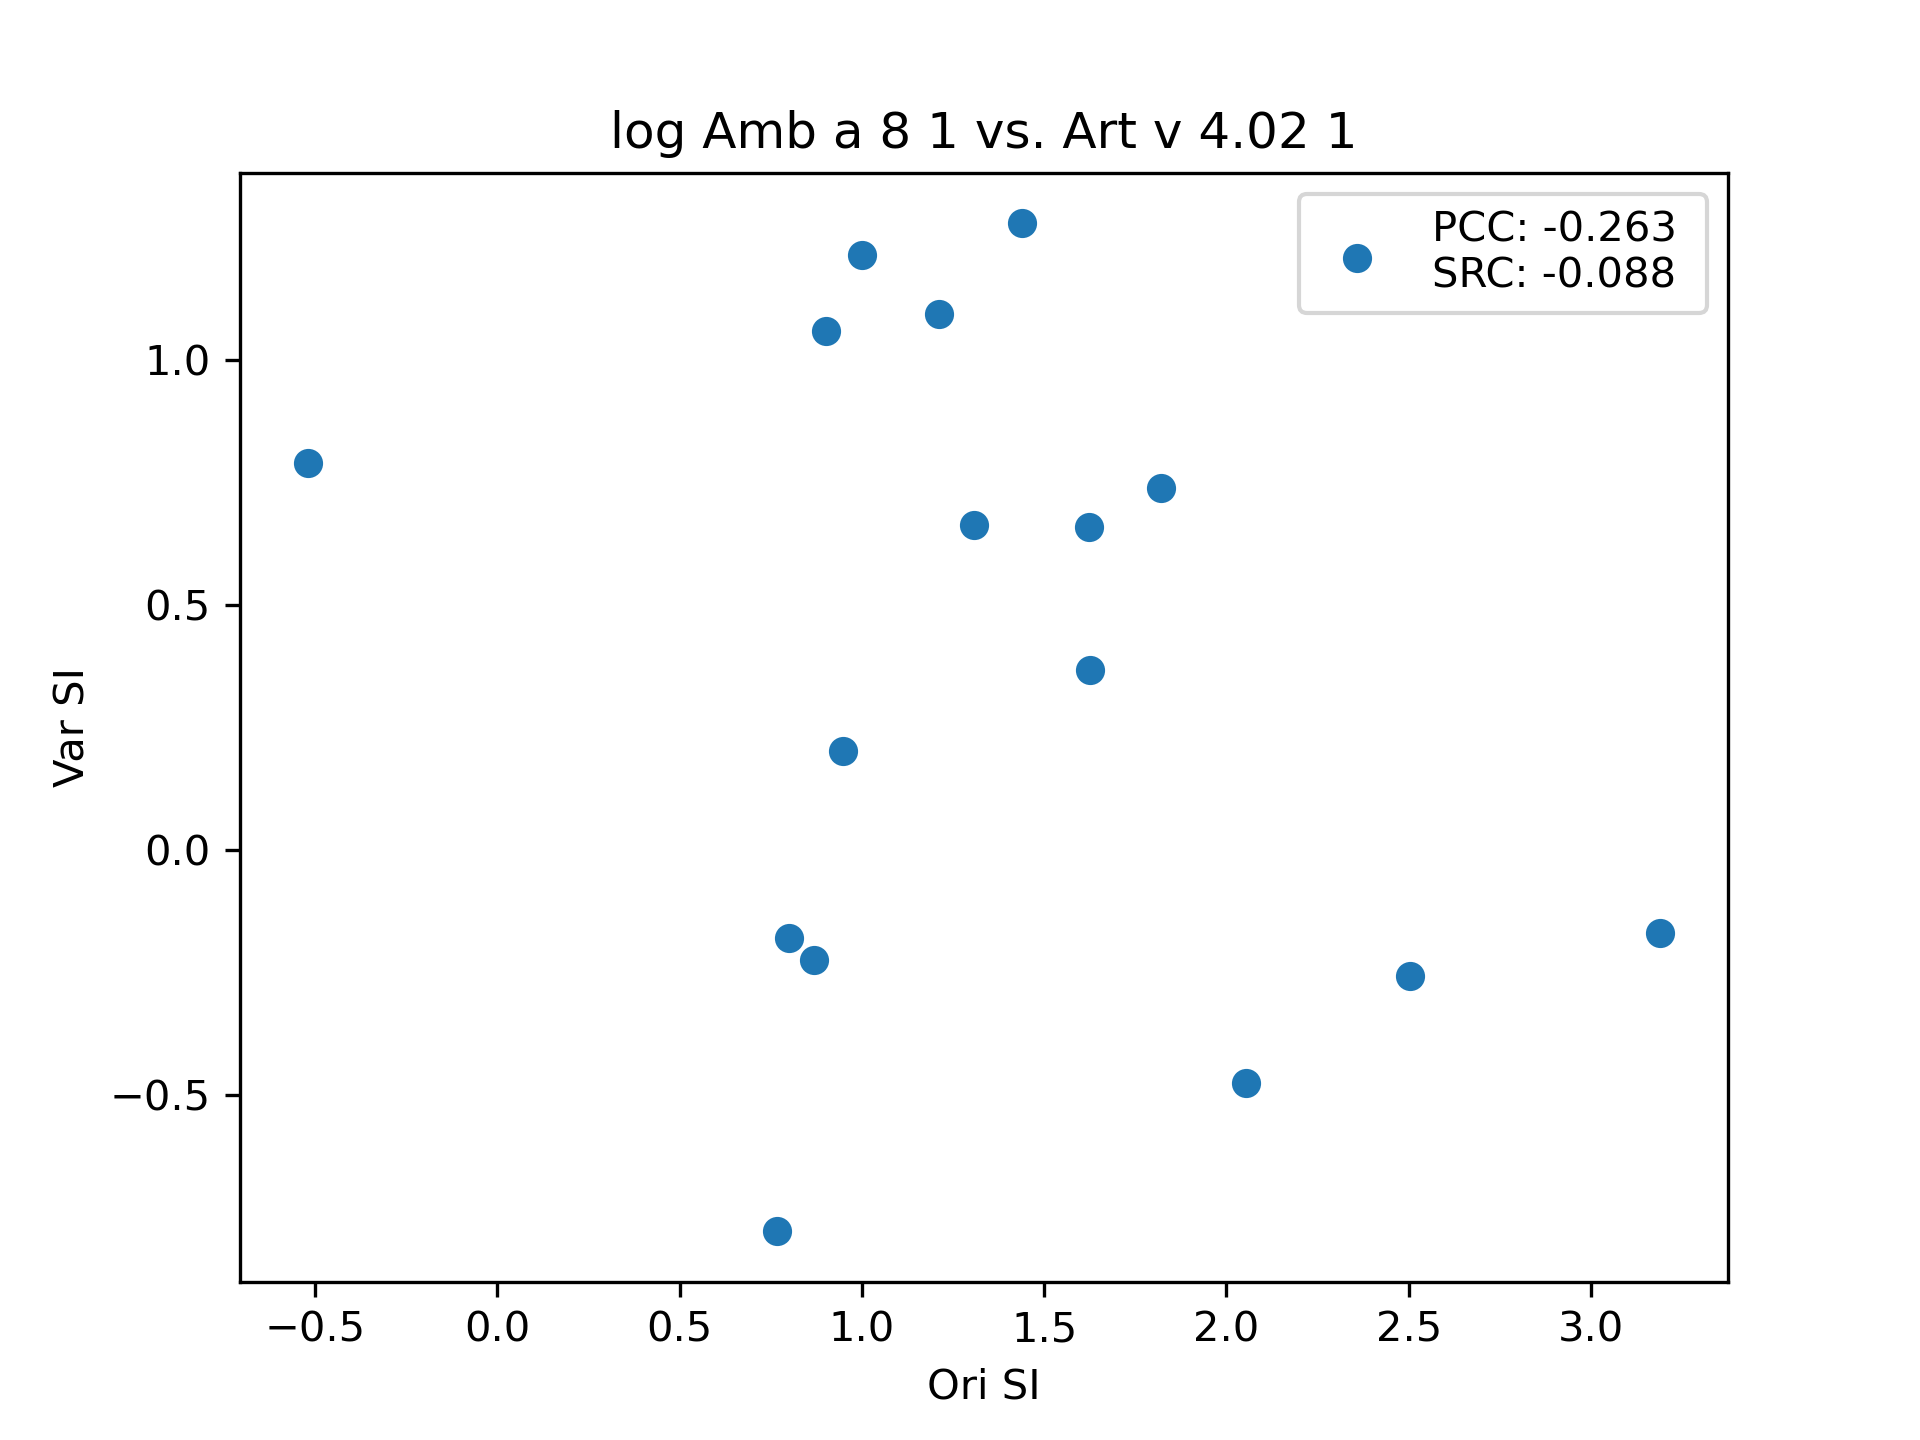 log Amb a 8 1 vs. Art v 4.02 1
PCC: -0.263
SRC: -0.088
1.0
0.5
0.0
−0.5
Var SI
−0.5 0.0 0.5 1.0 1.5 2.0 2.5 3.0
Ori SI